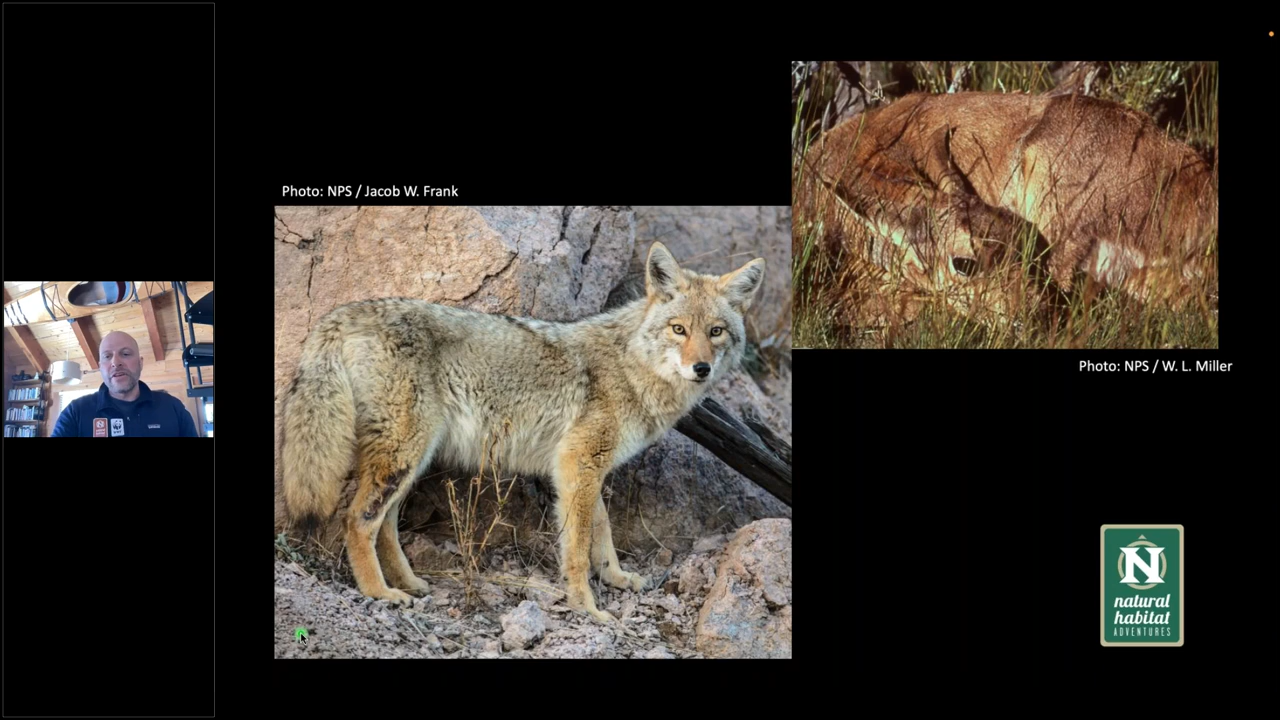 Photo: NPS / Jacob W. Frank
Photo: NPS / W. L. Miller
N
natural
habitat
ADVENTURES